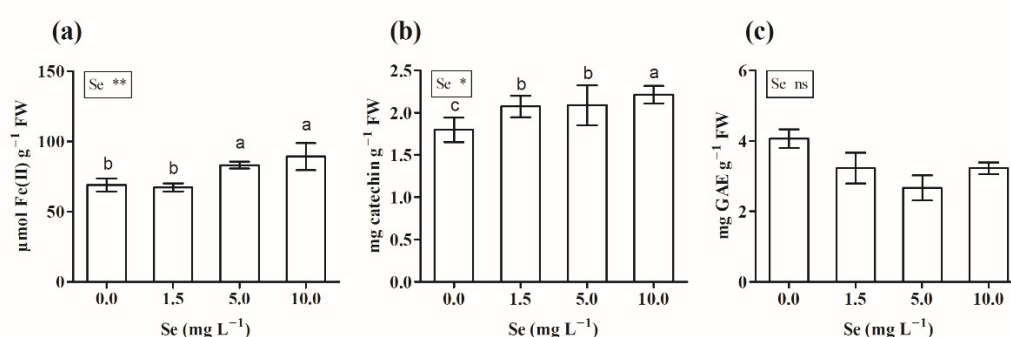 (a)
Se **
µmol Fe(II) g⁻¹ FW
150
100
50
0
b
b
a
a
0.0 1.5 5.0 10.0
Se (mg L⁻¹)
(b)
Se *
mg catechin g⁻¹ FW
2.5
2.0
1.5
1.0
0.5
0.0
c
b
b
a
0.0 1.5 5.0 10.0
Se (mg L⁻¹)
(c)
Se ns
mg GAE g⁻¹ FW
6
4
2
0
0.0 1.5 5.0 10.0
Se (mg L⁻¹)